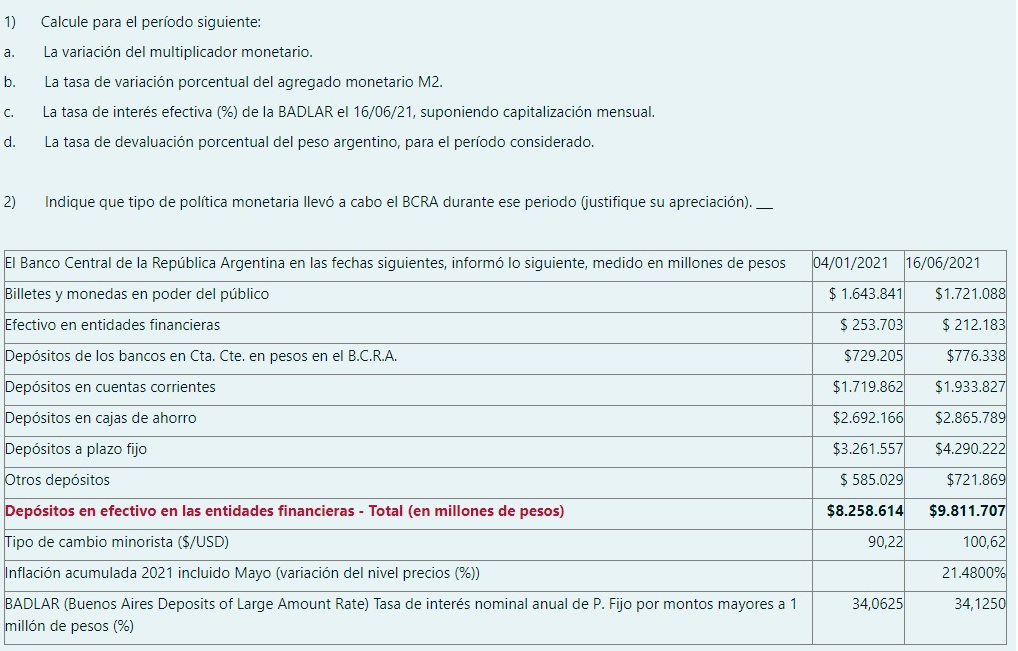 1) Calcule para el período siguiente:
a. La variación del multiplicador monetario.
b. La tasa de variación porcentual del agregado monetario M2.
c. La tasa de interés efectiva (%) de la BADLAR el 16/06/21, suponiendo capitalización mensual.
d. La tasa de devaluación porcentual del peso argentino, para el período considerado.
2) Indique que tipo de política monetaria llevó a cabo el BCRA durante ese periodo (justifique su apreciación). __
El Banco Central de la República Argentina en las fechas siguientes, informó lo siguiente, medido en millones de pesos 04/01/2021 16/06/2021
Billetes y monedas en poder del público $ 1.643.841 $1.721.088
Efectivo en entidades financieras $ 253.703 $ 212.183
Depósitos de los bancos en Cta. Cte. en pesos en el B.C.R.A. $729.205 $776.338
Depósitos en cuentas corrientes $1.719.862 $1.933.827
Depósitos en cajas de ahorro $2.692.166 $2.865.789
Depósitos a plazo fijo $3.261.557 $4.290.222
Otros depósitos $ 585.029 $721.869
Depósitos en efectivo en las entidades financieras - Total (en millones de pesos) $8.258.614 $9.811.707
Tipo de cambio minorista ($/USD) 90,22 100,62
Inflación acumulada 2021 incluido Mayo (variación del nivel precios (%)) 21.4800%
BADLAR (Buenos Aires Deposits of Large Amount Rate) Tasa de interés nominal anual de P. Fijo por montos mayores a 1 34,0625 34,1250
millón de pesos (%)